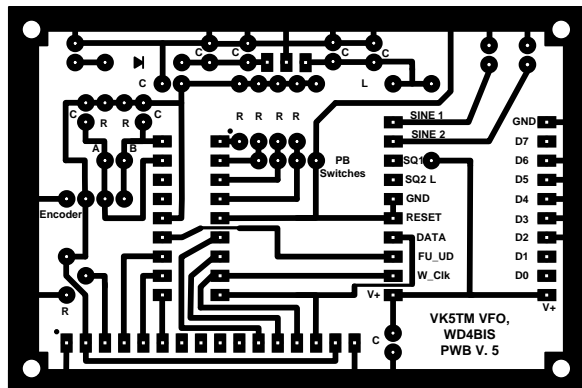 C C C C
C L
C R R C
A B
R R R R
Encoder
R
PB
Switches
SINE 1
SINE 2
SQ1
SQ2 L
GND
RESET
DATA
FU_UD
W_Clk
V+
GND
D7
D6
D5
D4
D3
D2
D1
D0
V+
C
VK5TM VFO,
WD4BIS
PWB V. 5